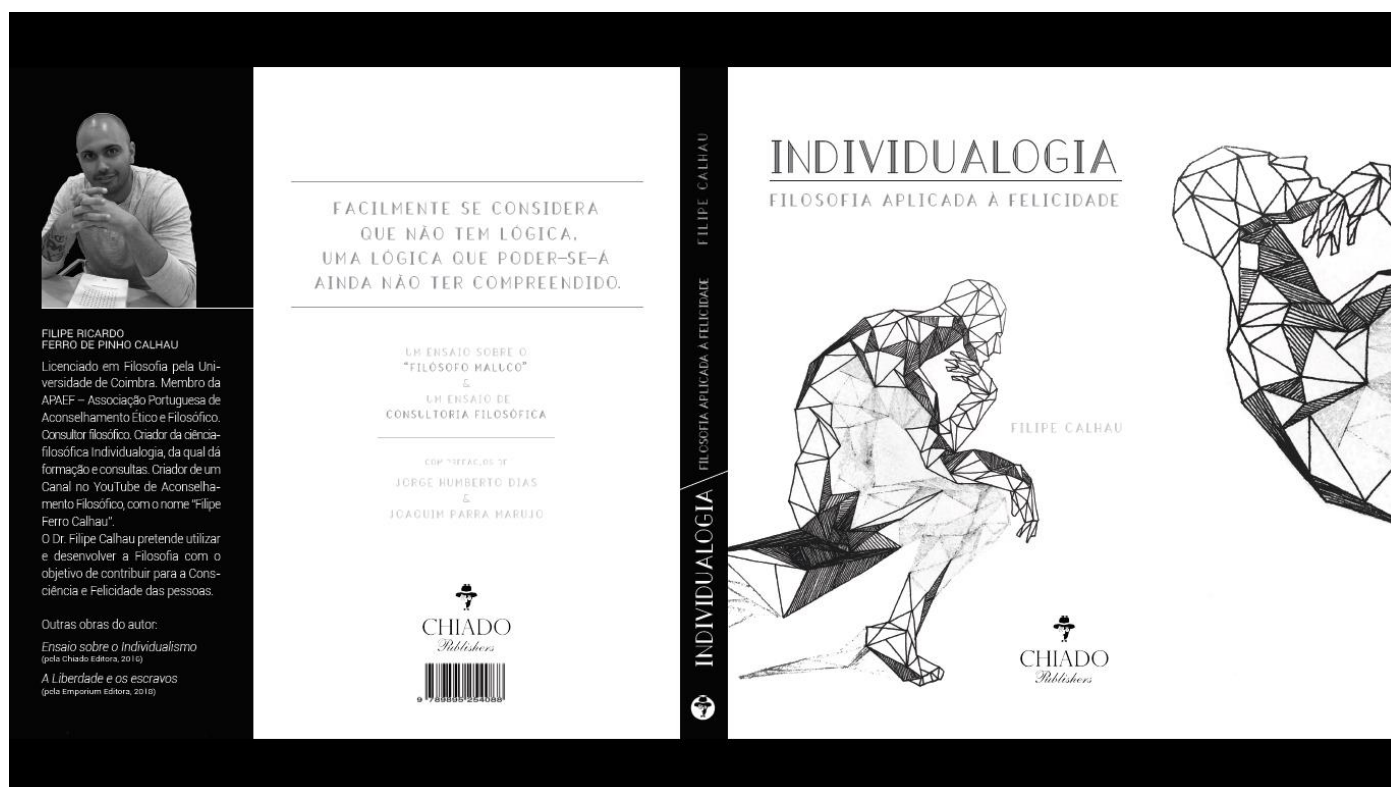 FILIPE RICARDO
FERRO DE PINHO CALHAU
Licenciado em Filosofia pela Uni-
versidade de Coimbra. Membro da
APAEF – Associação Portuguesa de
Aconselhamento Ético e Filosófico.
Consultor filosófico. Criador da ciência-
filosófica Individualogia, da qual dá
formação e consultas. Criador de um
Canal no YouTube de Aconselha-
mento Filosófico, com o nome "Filipe
Ferro Calhau".
O Dr. Filipe Calhau pretende utilizar
e desenvolver a Filosofia com o
objetivo de contribuir para a Cons-
ciência e Felicidade das pessoas.
Outras obras do autor:
Ensaio sobre o Individualismo
(pela Chiado Editora, 2016)
A Liberdade e os escravos
(pela Emporium Editora, 2018)
FACILMENTE SE CONSIDERA
QUE NÃO TEM LÓGICA,
UMA LÓGICA QUE PODER-SE-Á
AINDA NÃO TER COMPREENDIDO.
UM ENSAIO SOBRE O
"FILÓSOFO MALUCO"
&
UM ENSAIO DE
CONSULTORIA FILOSÓFICA
COM PREFÁCIOS DE
JORGE HUMBERTO DIAS
&
JOAQUIM PARRA MARUJO
CHIADO
Publishers
9 789895 254088
INDIVIDUALOGIA
FILOSOFIA APLICADA À FELICIDADE
FILIPE CALHAU
INDIVIDUALOGIA
FILOSOFIA APLICADA À FELICIDADE
FILIPE CALHAU
CHIADO
Publishers